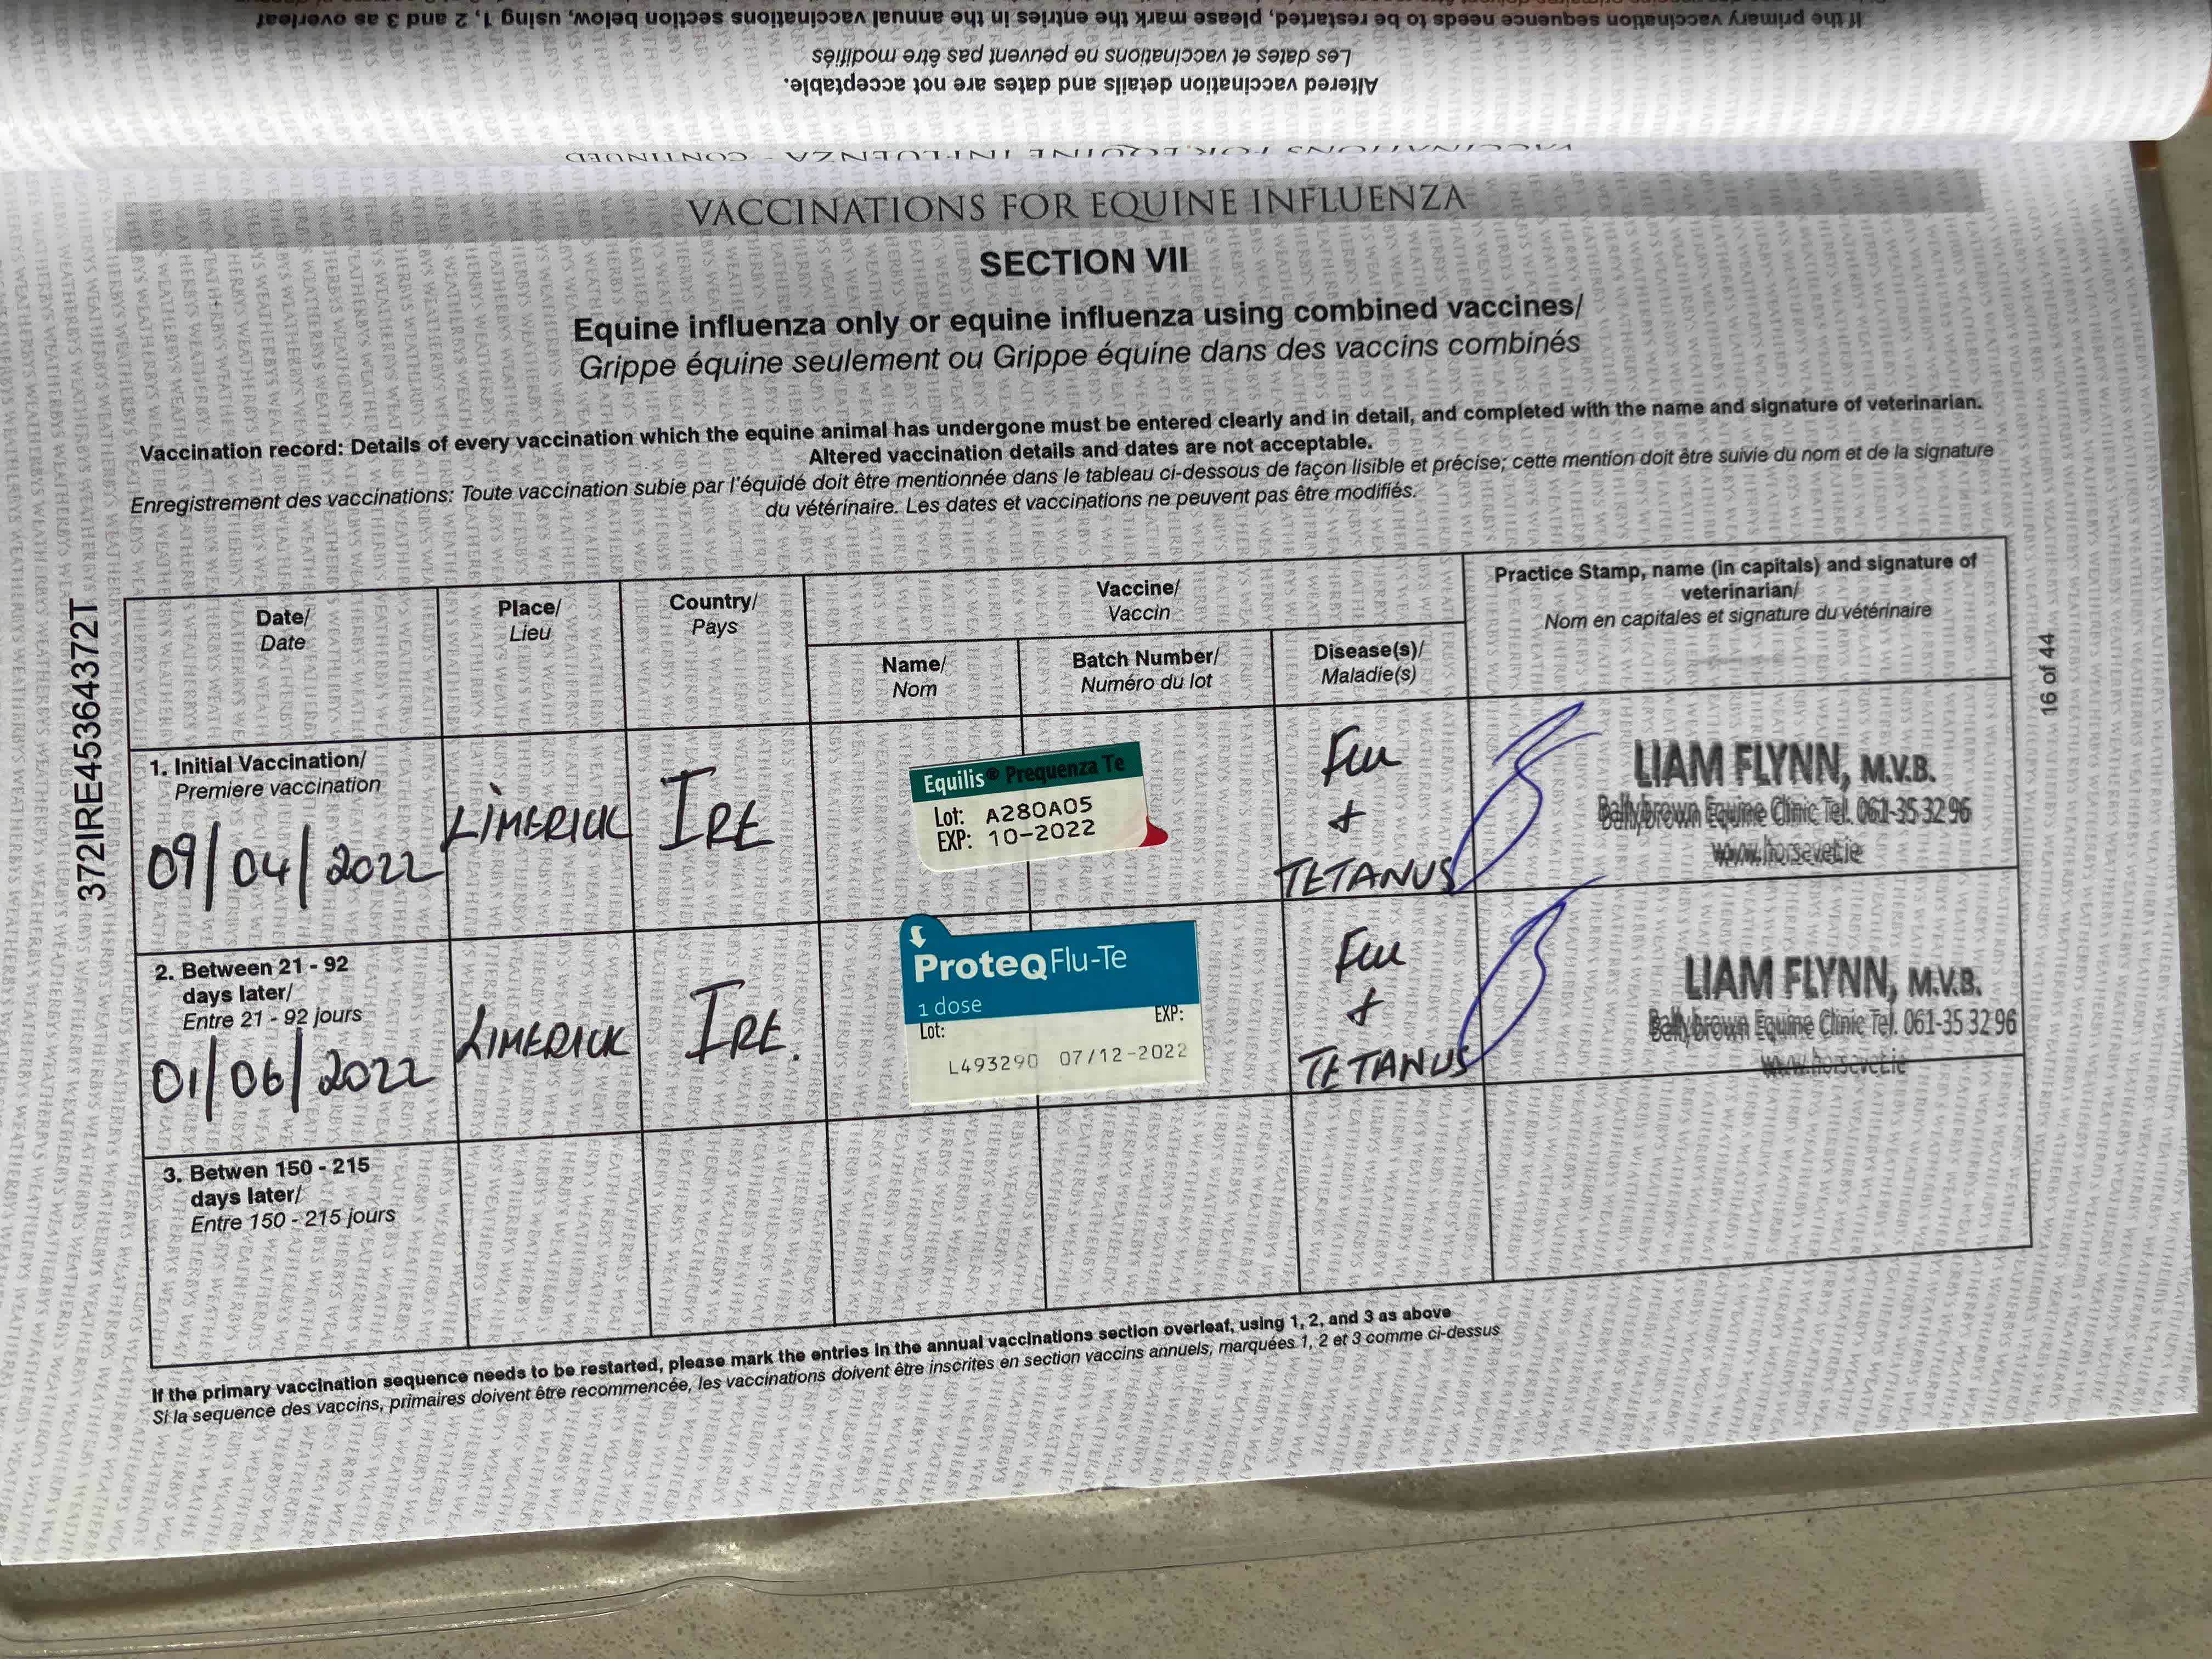 If the primary vaccination sequence needs to be restarted, please mark the entries in the annual vaccinations section below, using 1, 2 and 3 as overleaf
Les dates et vaccinations ne peuvent pas être modifiés
Altered vaccination details and dates are not acceptable.
VACCINATIONS FOR EQUINE INFLUENZA - CONTINUED
VACCINATIONS FOR EQUINE INFLUENZA
SECTION VII
Equine influenza only or equine influenza using combined vaccines/
Grippe équine seulement ou Grippe équine dans des vaccins combinés
Vaccination record: Details of every vaccination which the equine animal has undergone must be entered clearly and in detail, and completed with the name and signature of veterinarian.
Altered vaccination details and dates are not acceptable.
Enregistrement des vaccinations: Toute vaccination subie par l'équidé doit être mentionnée dans le tableau ci-dessous de façon lisible et précise; cette mention doit être suivie du nom et de la signature
du vétérinaire. Les dates et vaccinations ne peuvent pas être modifiés.
372IRE45364372T
16 of 44
Date/
Date
Place/
Lieu
Country/
Pays
Vaccine/
Vaccin
Name/
Nom
Batch Number/
Numéro du lot
Disease(s)/
Maladie(s)
Practice Stamp, name (in capitals) and signature of
veterinarian/
Nom en capitales et signature du vétérinaire
1. Initial Vaccination/
Premiere vaccination
09/04/2022
LIMERICK
IRE
Equilis® Prequenza Te
Lot: A280A05
EXP: 10-2022
Flu
+
TETANUS
LIAM FLYNN, M.V.B.
Ballybrown Equine Clinic Tel. 061-35 32 96
www.horsevet.ie
2. Between 21 - 92
days later/
Entre 21 - 92 jours
01/06/2022
LIMERICK
IRE.
ProteqFlu-Te
1 dose
Lot: EXP:
L493290 07/12-2022
Flu
+
TETANUS
LIAM FLYNN, M.V.B.
Ballybrown Equine Clinic Tel. 061-35 32 96
www.horsevet.ie
3. Betwen 150 - 215
days later/
Entre 150 - 215 jours
If the primary vaccination sequence needs to be restarted, please mark the entries in the annual vaccinations section overleaf, using 1, 2, and 3 as above
Si la sequence des vaccins, primaires doivent être recommencée, les vaccinations doivent être inscrites en section vaccins annuels, marquées 1, 2 et 3 comme ci-dessus